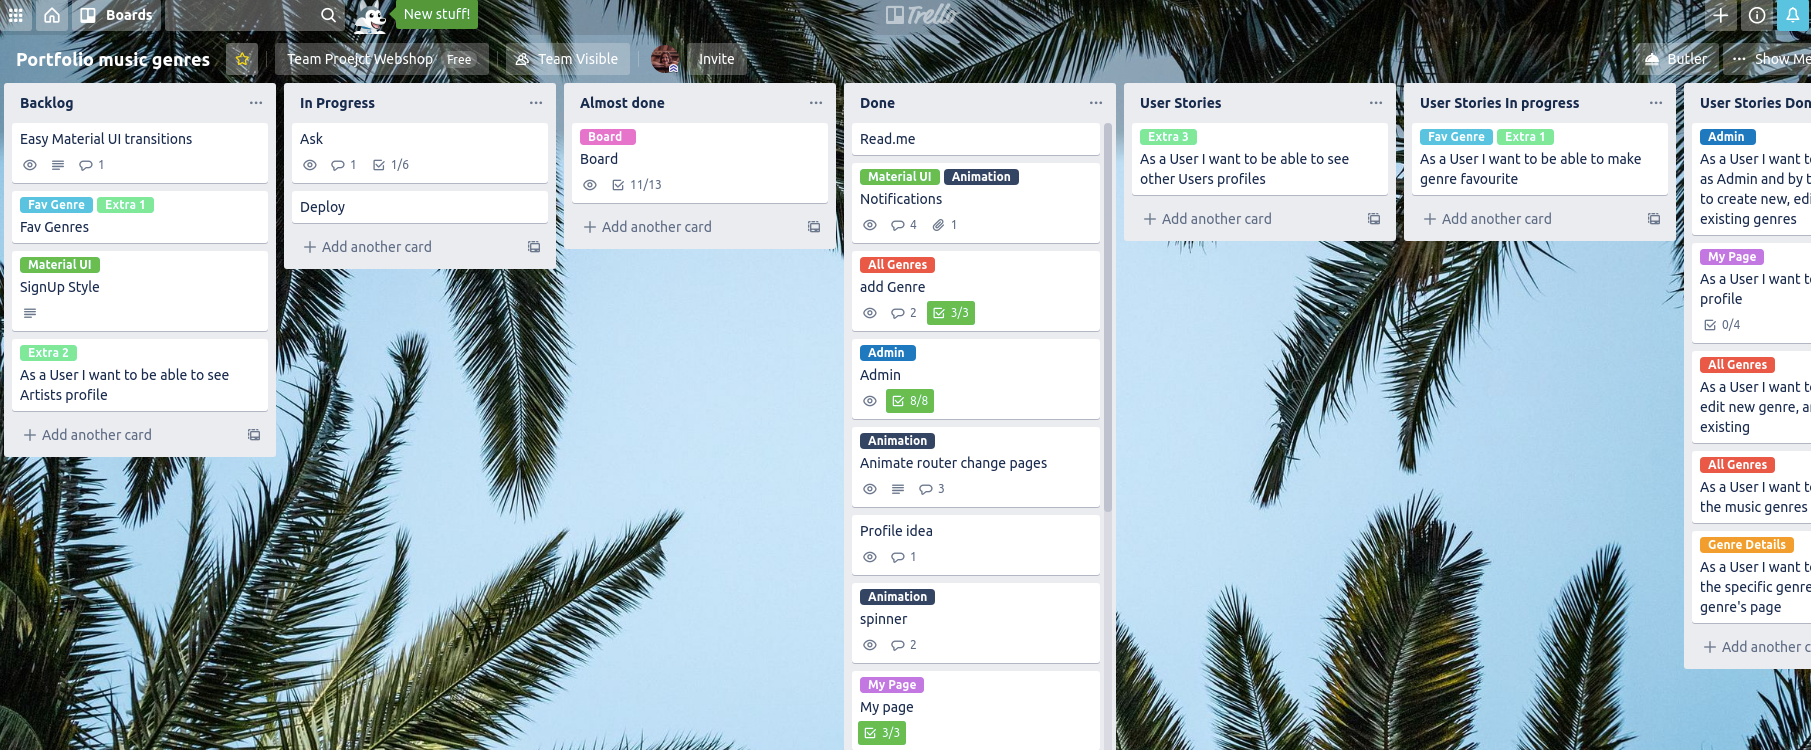 Boards
New stuff!
Trello
Portfolio music genres
Team Proejct Webshop Free
Team Visible
Invite
Butler
Show Me
Backlog
Easy Material UI transitions
1
Fav Genre Extra 1
Fav Genres
Material UI
SignUp Style
Extra 2
As a User I want to be able to see
Artists profile
+ Add another card
In Progress
Ask
1 1/6
Deploy
+ Add another card
Almost done
Board
Board
11/13
+ Add another card
Done
Read.me
Material UI Animation
Notifications
4 1
All Genres
add Genre
2 3/3
Admin
Admin
8/8
Animation
Animate router change pages
3
Profile idea
1
Animation
spinner
2
My Page
My page
3/3
User Stories
Extra 3
As a User I want to be able to see
other Users profiles
+ Add another card
User Stories In progress
Fav Genre Extra 1
As a User I want to be able to make
genre favourite
+ Add another card
User Stories Don
Admin
As a User I want t
as Admin and by t
to create new, edi
existing genres
My Page
As a User I want t
profile
0/4
All Genres
As a User I want t
edit new genre, a
existing
All Genres
As a User I want t
the music genres
Genre Details
As a User I want t
the specific genre
genre's page
+ Add another c